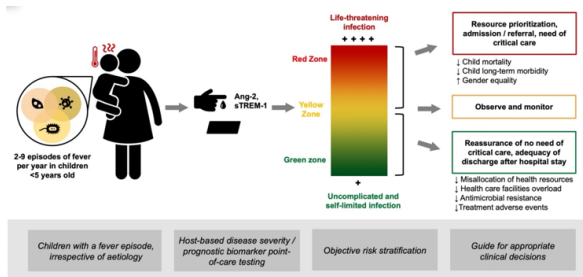 2-9 episodes of fever
per year in children
<5 years old
Ang-2,
sTREM-1
Life-threatening
infection
++++
Red Zone
Yellow
Zone
Green zone
+
Uncomplicated and
self-limited infection
Resource prioritization,
admission / referral, need of
critical care
↓ Child mortality
↓ Child long-term morbidity
↑ Gender equality
Observe and monitor
Reassurance of no need of
critical care, adequacy of
discharge after hospital stay
↓ Misallocation of health resources
↓ Health care facilities overload
↓ Antimicrobial resistance
↓Treatment adverse events
Children with a fever episode,
irrespective of aetiology
Host-based disease severity /
prognostic biomarker point-
of-care testing
Objective risk stratification
Guide for appropriate
clinical decisions